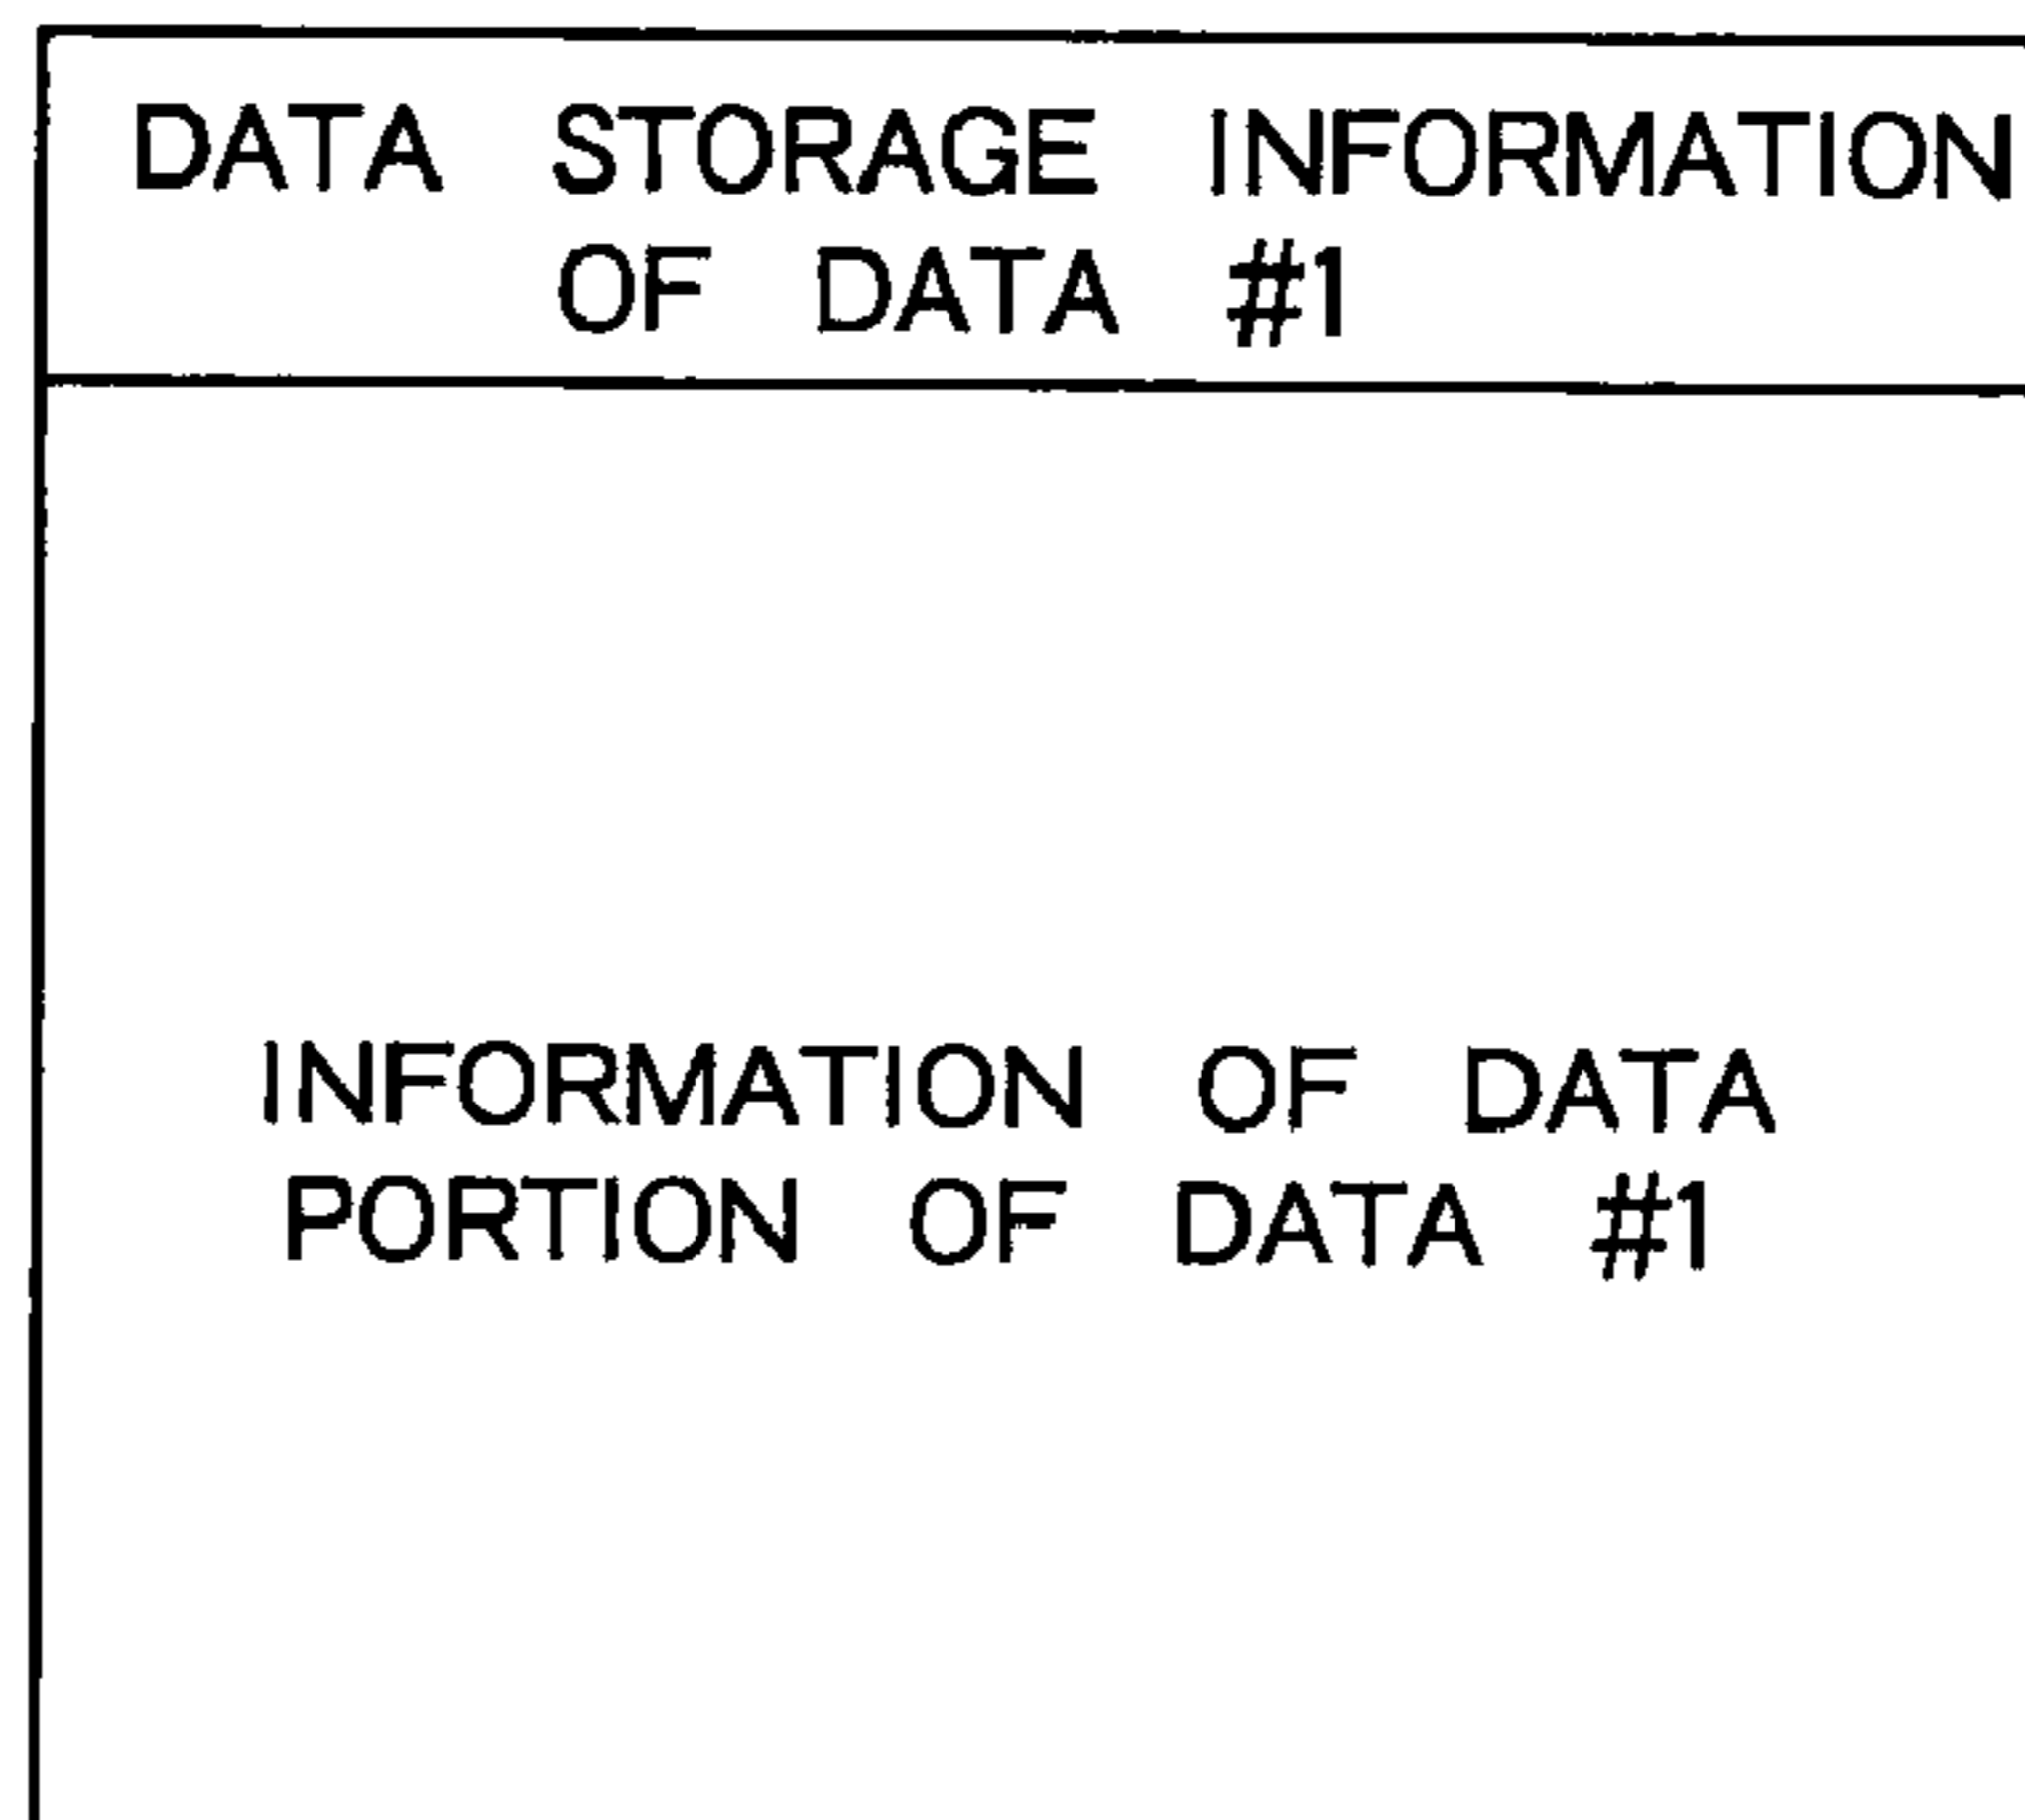 DATA STORAGE INFORMATION
OF DATA #1
INFORMATION OF DATA
PORTION OF DATA #1